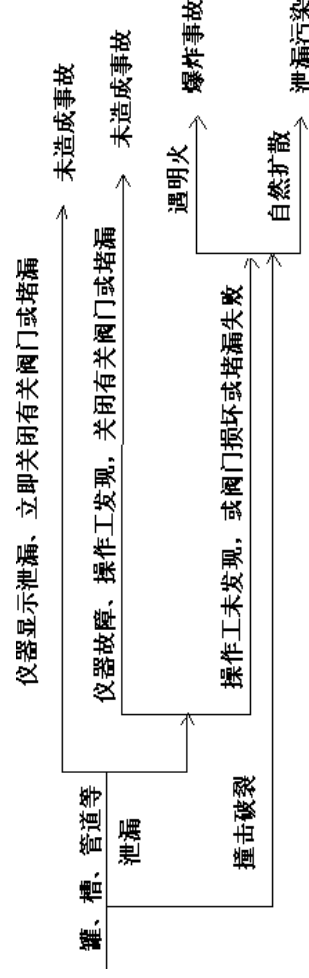 罐、槽、管道等
泄漏
撞击破裂
仪器显示泄漏、立即关闭有关阀门或堵漏
未造成事故
仪器故障、操作工发现，关闭有关阀门或堵漏
未造成事故
操作工未发现，或阀门损坏或堵漏失败
遇明火
爆炸事故
自然扩散
泄漏污染